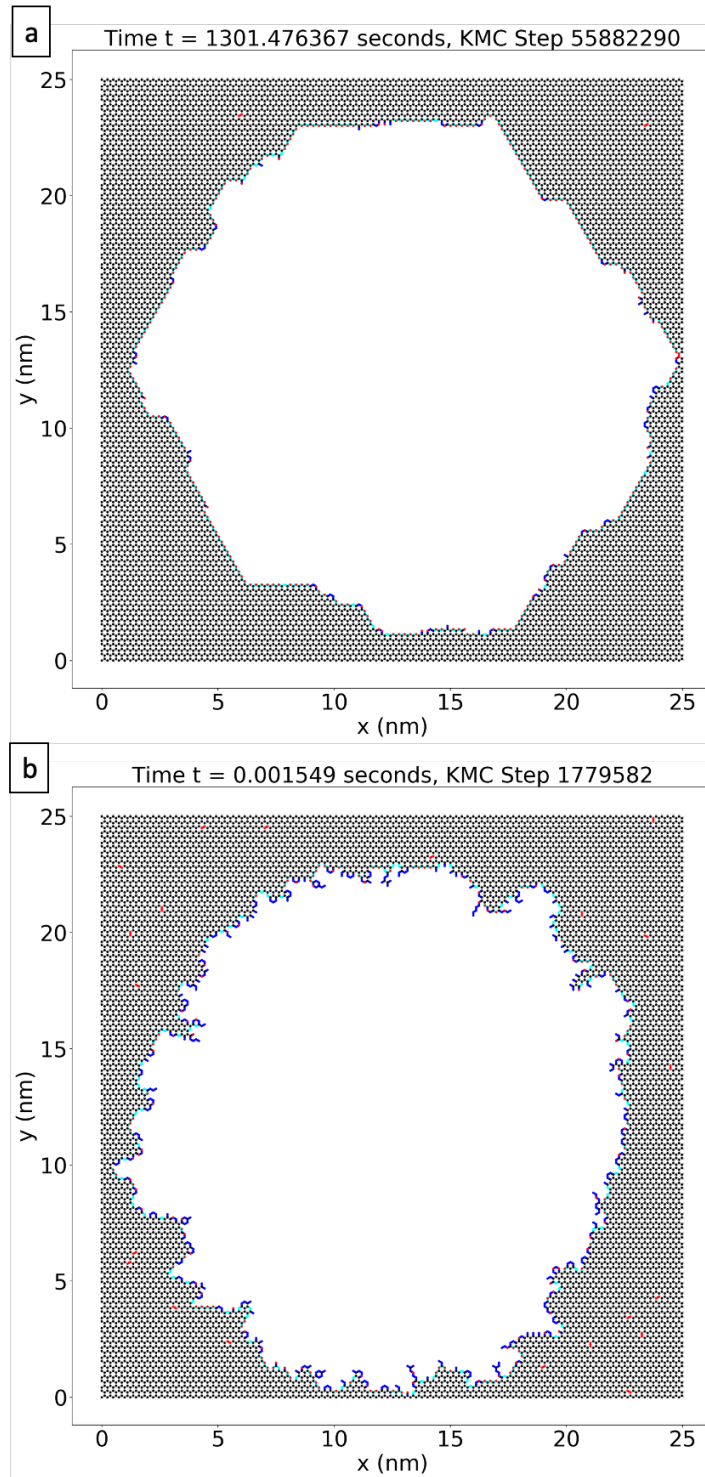 a
Time t = 1301.476367 seconds, KMC Step 55882290
25
20
15
10
5
0
y (nm)
0 5 10 15 20 25
x (nm)
b
Time t = 0.001549 seconds, KMC Step 1779582
25
20
15
10
5
0
y (nm)
0 5 10 15 20 25
x (nm)